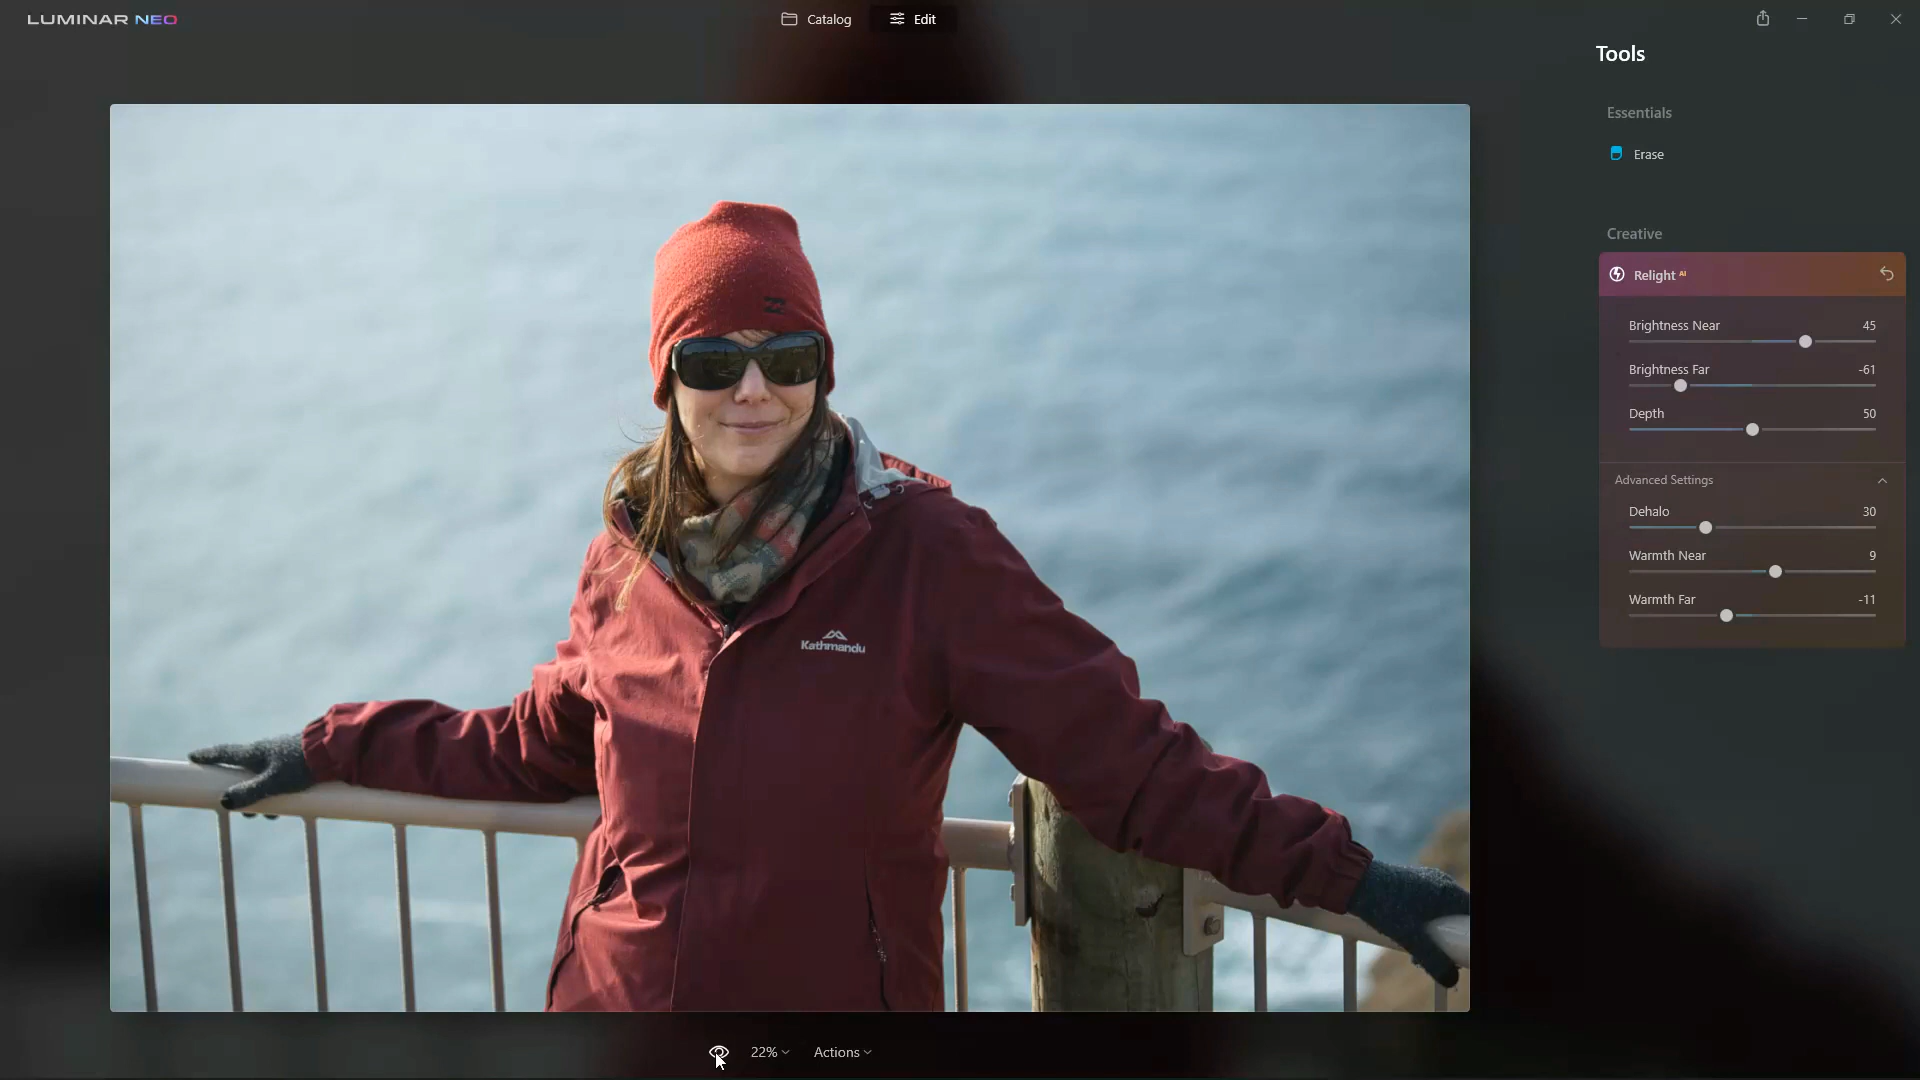 LUMINAR NEO
Catalog
Edit
Tools
Essentials
Erase
Creative
Relight AI
Brightness Near 45
Brightness Far -61
Depth 50
Advanced Settings
Dehalo 30
Warmth Near 9
Warmth Far -11
Kathmandu
22%
Actions